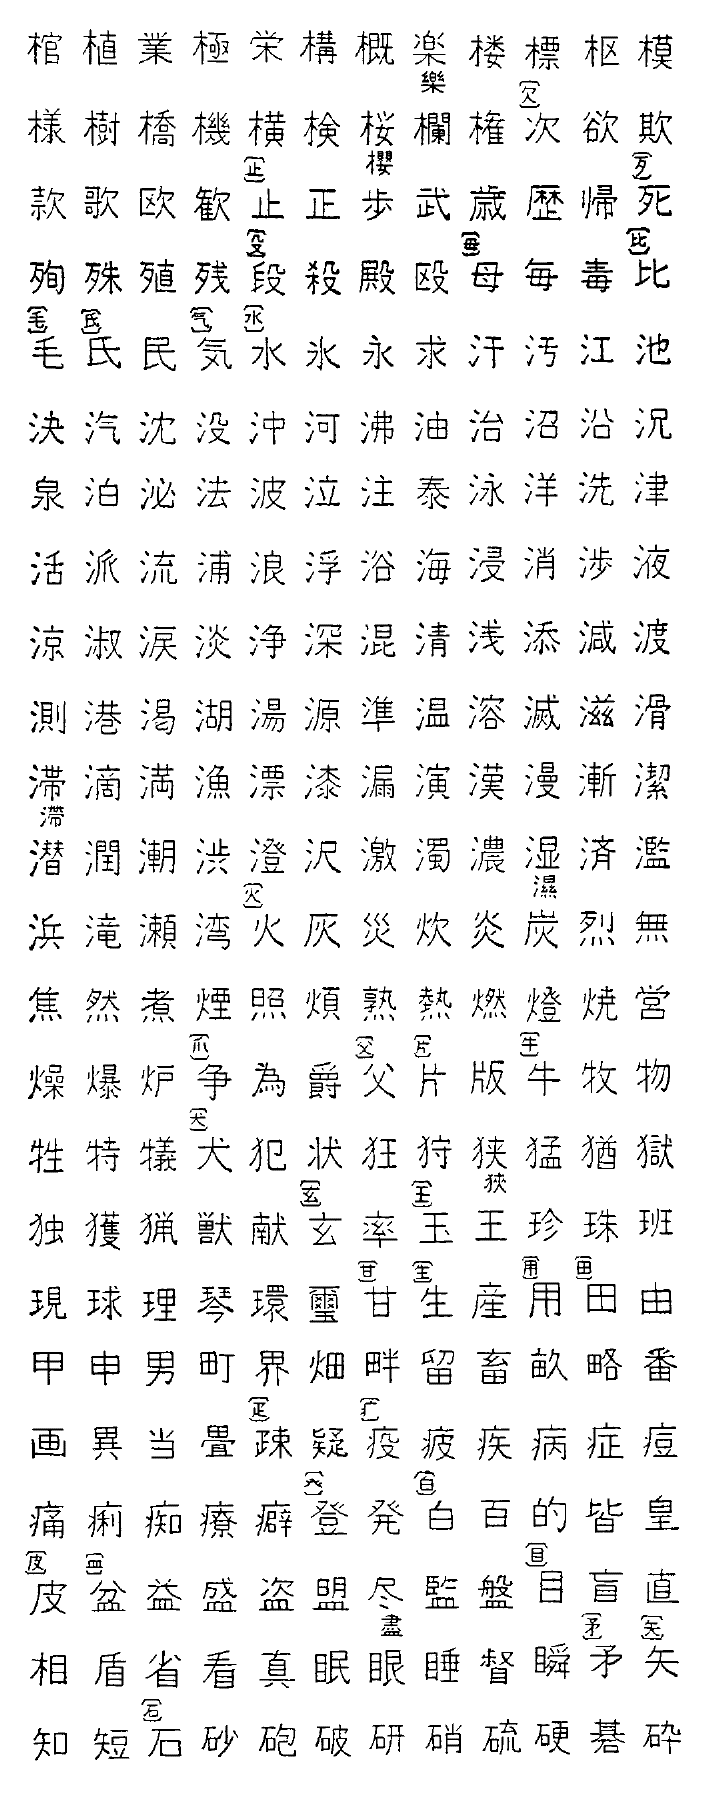 棺植業極栄構概楽楼標枢模
樂 欠
様樹橋機横検桜欄権次欲欺
止 櫻 歹
款歌欧歓止正歩武歳歴帰死
殳 毋 比
殉殊殖残段殺殿殴母毎毒比
毛 氏 气 水
毛氏民気水氷永求汗汚江池
決汽沈没沖河沸油治沼沿況
泉泊泌法波泣注泰泳洋洗津
活派流浦浪浮浴海浸消渉液
涼淑涙淡浄深混清浅添減渡
測港渇湖湯源準温溶滅滋滑
滞滴満漁漂漆漏演漢漫漸潔
滯
潜潤潮渋澄沢激濁濃湿済濫
火 濕
浜滝瀬湾火灰災炊炎炭烈無
焦然煮煙照煩熟熱燃燈焼営
爪 父 片 牛
燥爆炉争為爵父片版牛牧物
犬
牲特犠犬犯状狂狩狭猛猶獄
玄 王 狹
独獲猟獣献玄率玉王珍珠班
甘 生 用 田
現球理琴環璽甘生産用田由
甲申男町界畑畔留畜畝略番
疋 疒
画異当畳疎疑疫疲疾病症痘
癶 白
痛痢痴療癖登発白百的皆皇
皮 皿 目
皮盆益盛盗盟尽監盤目盲直
盡 矛 矢
相盾省看真眠眼睡督瞬矛矢
石
知短石砂砲破研硝硫硬碁砕